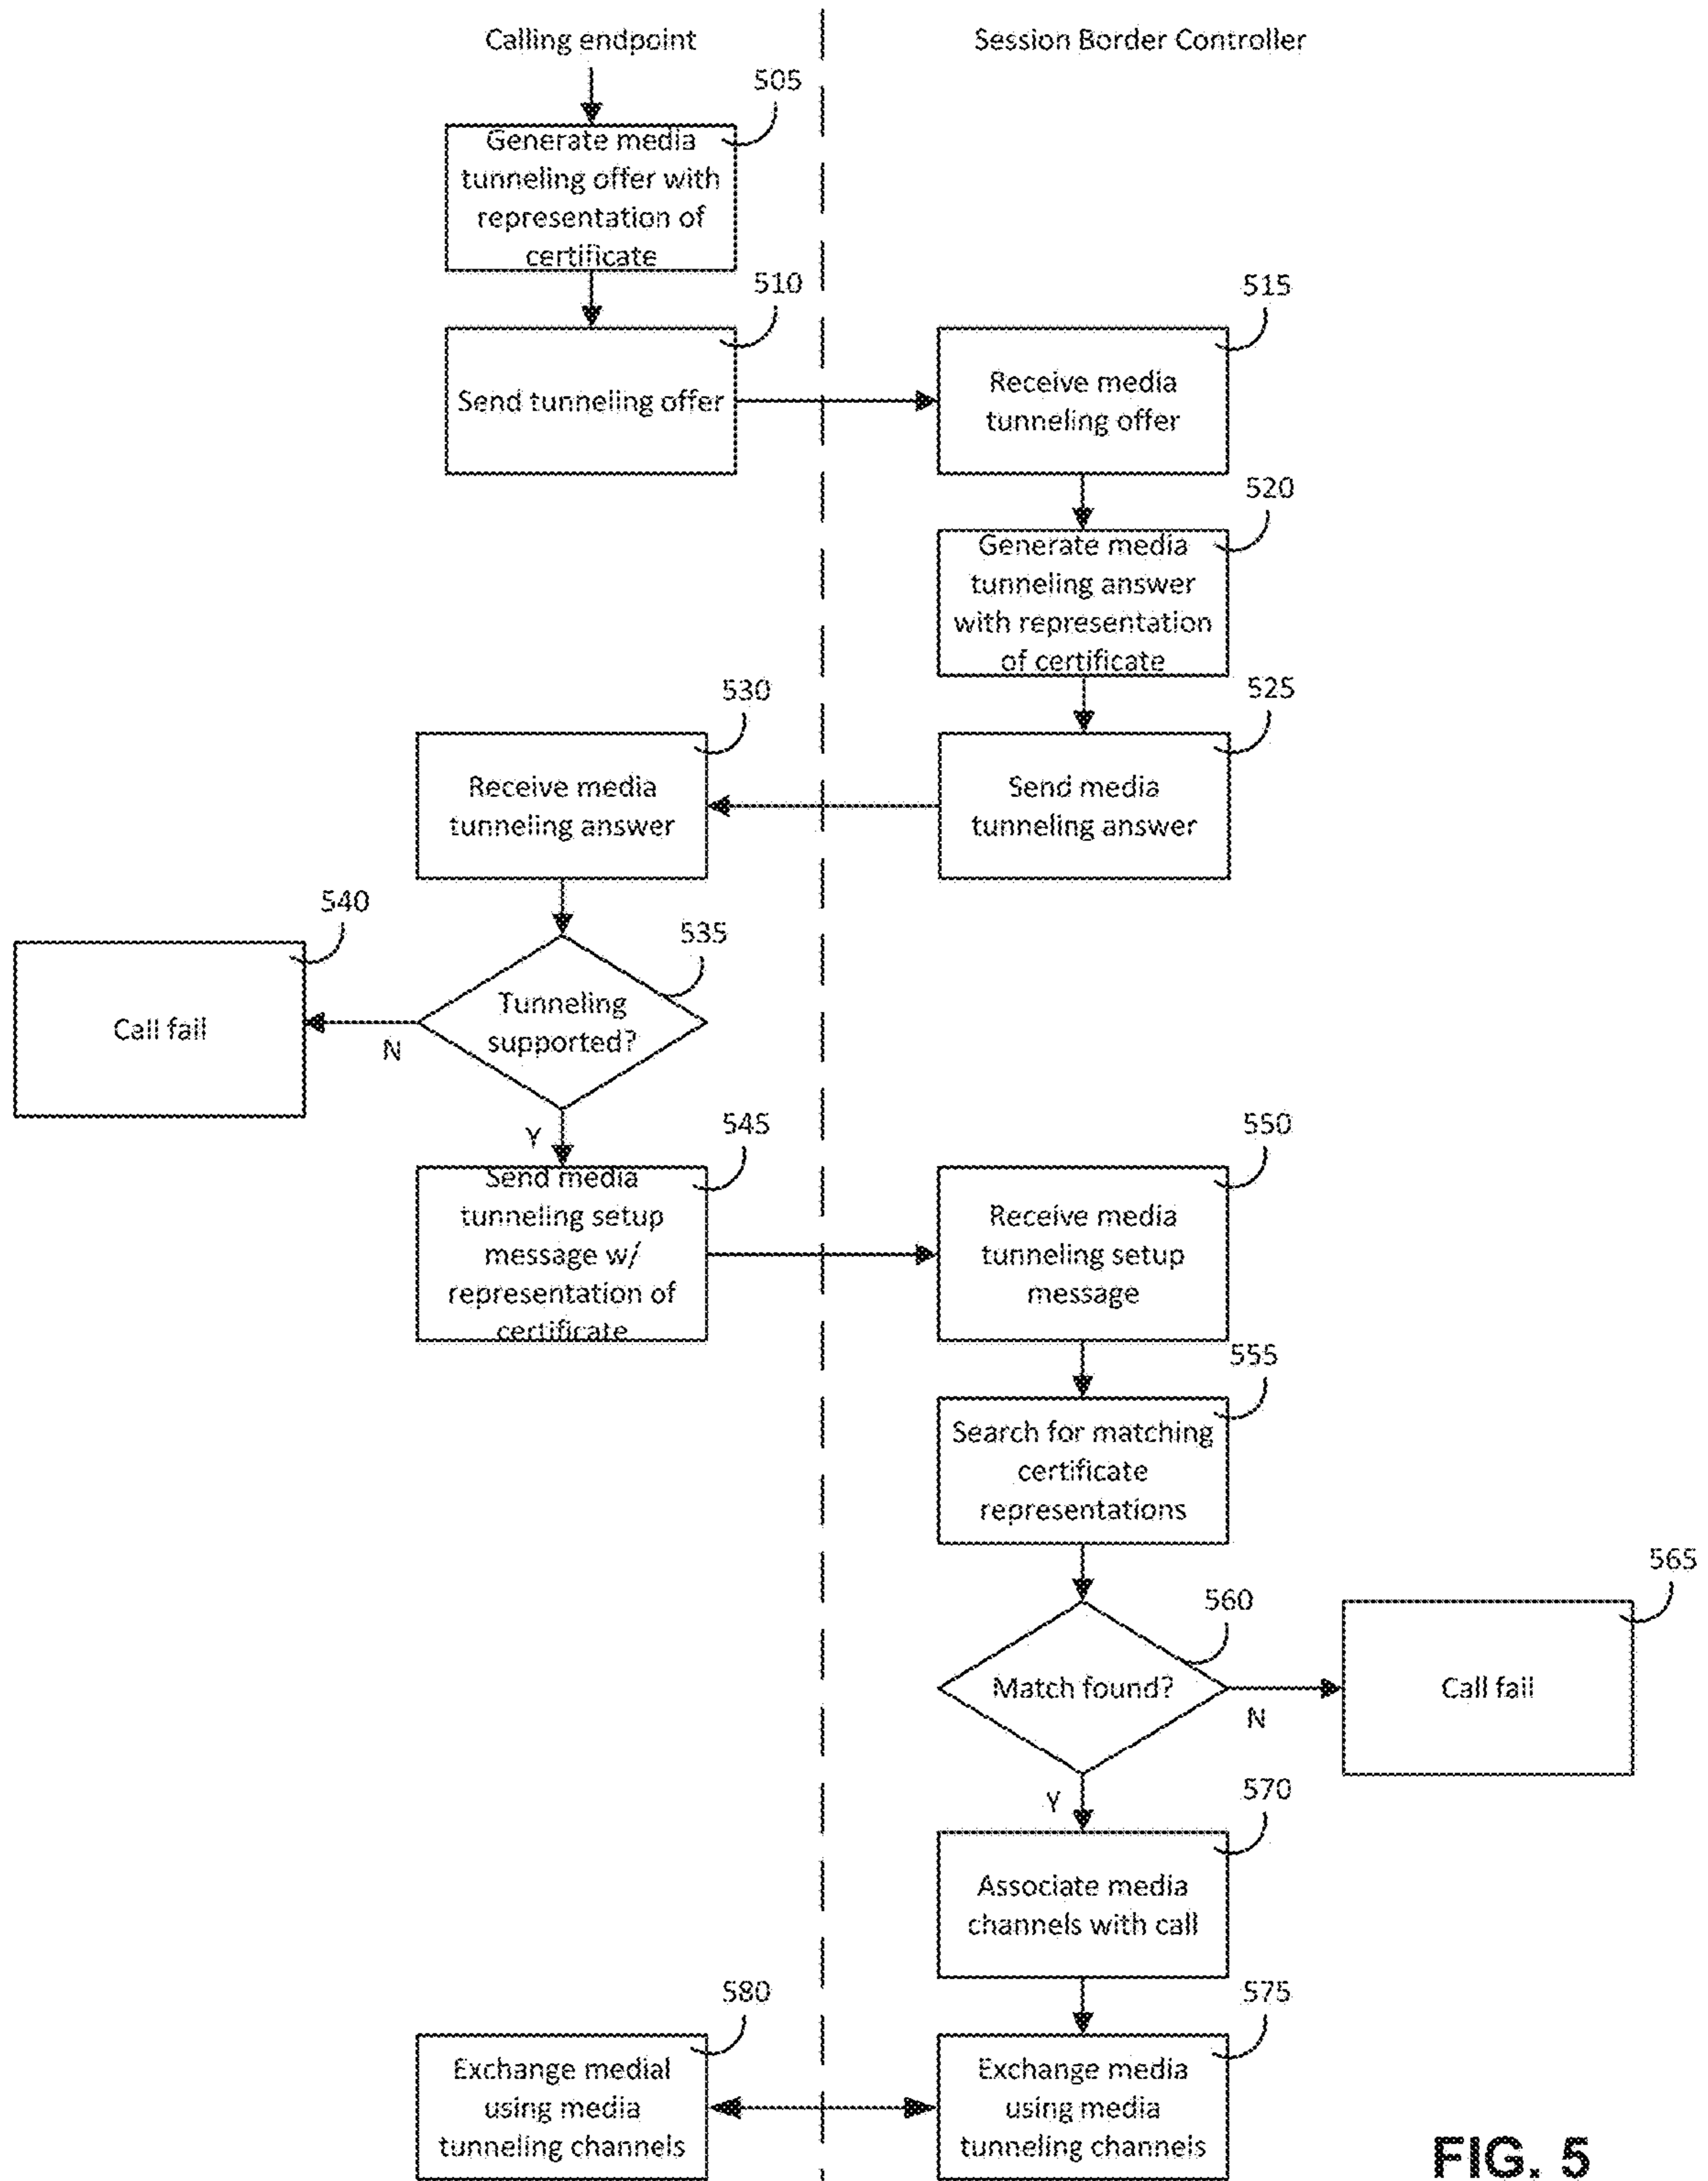 Calling endpoint
Session Border Controller
505
Generate media
tunneling offer with
representation of
certificate
510
Send tunneling offer
515
Receive media
tunneling offer
520
Generate media
tunneling answer
with representation
of certificate
525
Send media
tunneling answer
530
Receive media
tunneling answer
535
Tunneling
supported?
N
540
Call fail
Y
545
Send media
tunneling setup
message w/
representation of
certificate
550
Receive media
tunneling setup
message
555
Search for matching
certificate
representations
560
Match found?
N
565
Call fail
Y
570
Associate media
channels with call
575
Exchange media
using media
tunneling channels
580
Exchange medial
using media
tunneling channels
FIG. 5